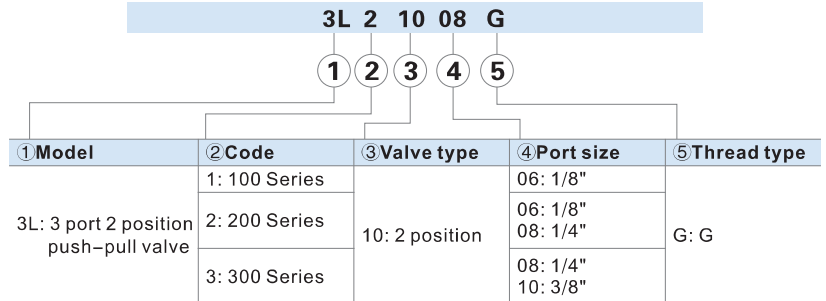 3L 2 10 08 G
1 2 3 4 5
①Model ②Code ③Valve type ④Port size ⑤Thread type
3L: 3 port 2 position
push-pull valve
1: 100 Series
2: 200 Series
3: 300 Series
10: 2 position
06: 1/8"
06: 1/8"
08: 1/4"
08: 1/4"
10: 3/8"
G: G